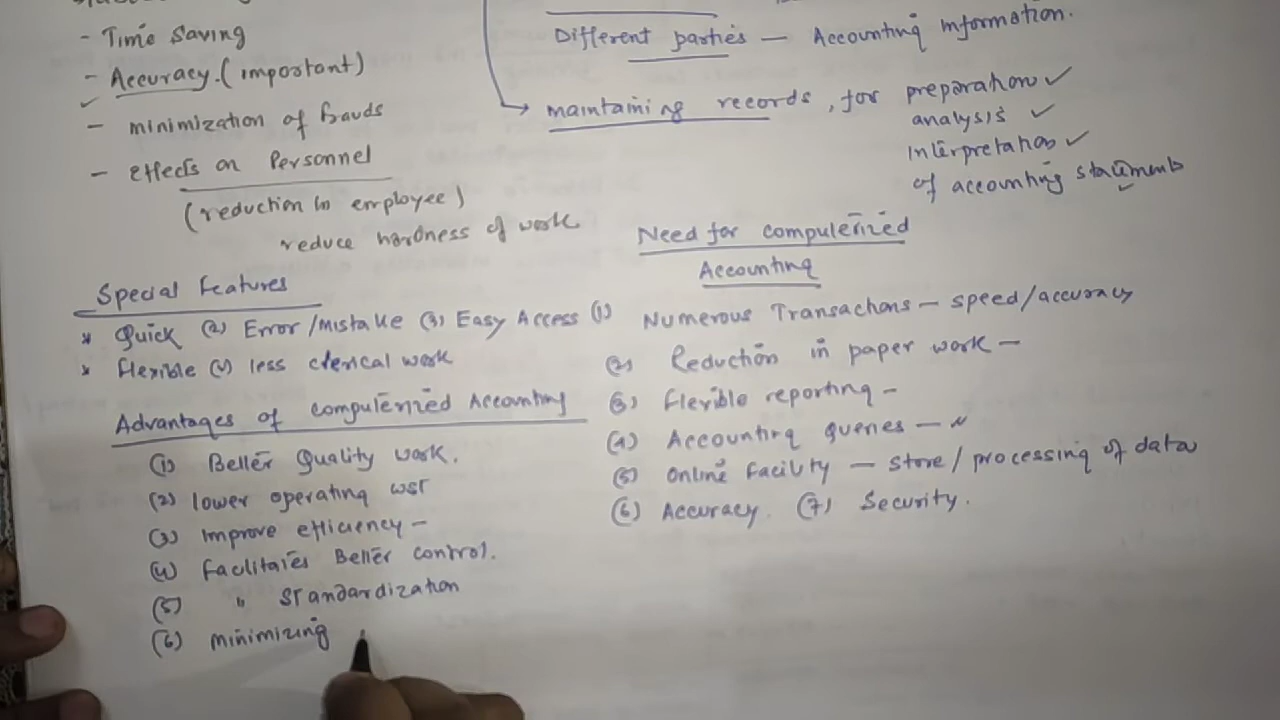 - Time Saving
- Accuracy. (important)
- minimization of frauds
- effects on Personnel
(reduction in employee)
reduce hardness of work
Different parties — Accounting information.
maintaining records, for preparation
analysis
interpretation
of accounting statements
Special Features
* Quick (2) Error/mistake (3) Easy Access
* flexible (4) less clerical work
Advantages of computerized Accounting
(1) Better Quality work.
(2) lower operating cost
(3) Improve efficiency -
(4) facilitates Better control.
(5) " standardization
(6) minimizing
Need for computerized
Accounting
(1) Numerous Transactions - speed/accuracy
(2) Reduction in paper work -
(3) flexible reporting -
(4) Accounting queries -
(5) online facility - store/processing of data
(6) Accuracy. (7) Security.